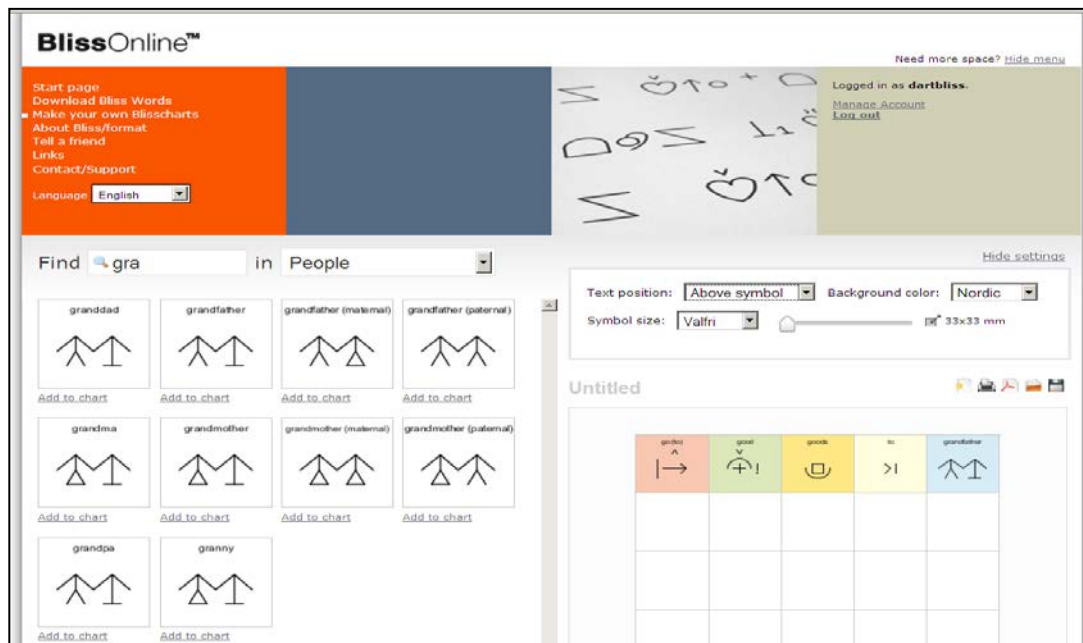 BlissOnline™
Need more space? Hide menu
Start page
Download Bliss Words
Make your own Blisscharts
About Bliss/format
Tell a friend
Links
Contact/Support
Language English
Logged in as dartbliss.
Manage Account
Log out
Find gra in People
Hide settings
Text position: Above symbol Background color: Nordic
Symbol size: Valfri 33x33 mm
granddad grandfather grandfather (maternal) grandfather (paternal)
Add to chart Add to chart Add to chart Add to chart
grandma grandmother grandmother (maternal) grandmother (paternal)
Add to chart Add to chart Add to chart Add to chart
grandpa granny
Add to chart Add to chart
Untitled
go (to) good goods to grandfather